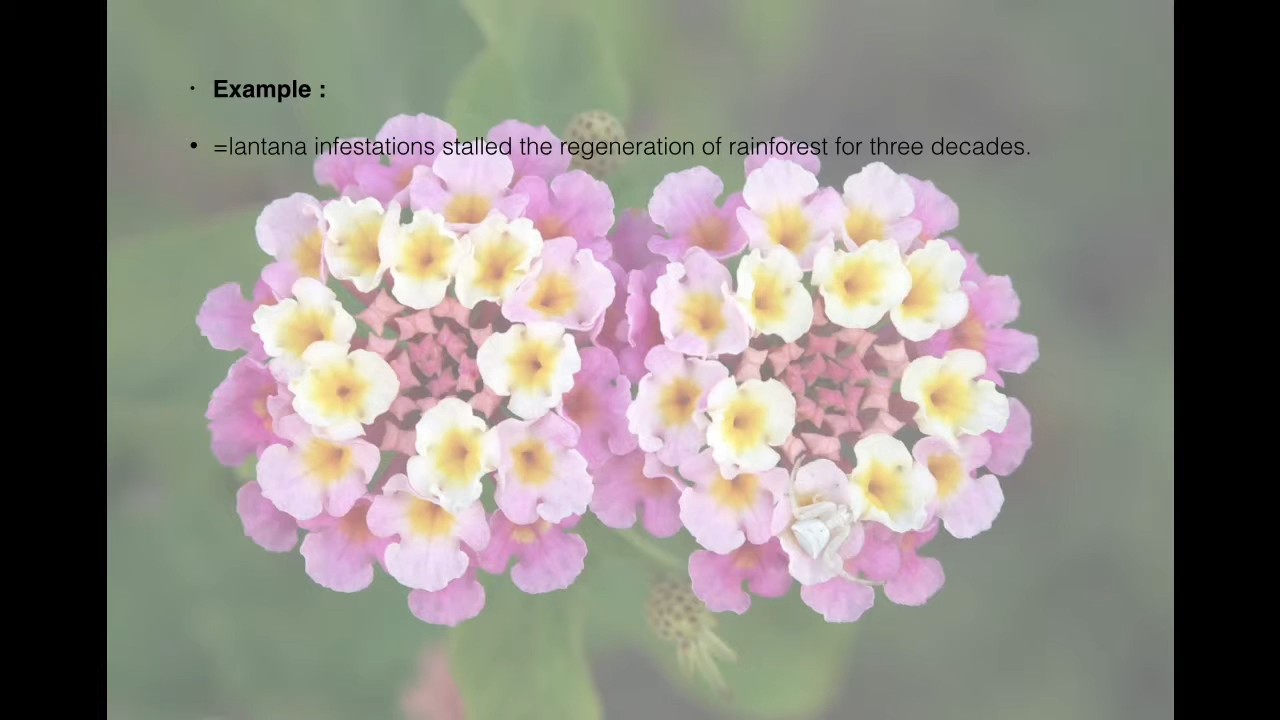 • Example :
• =lantana infestations stalled the regeneration of rainforest for three decades.